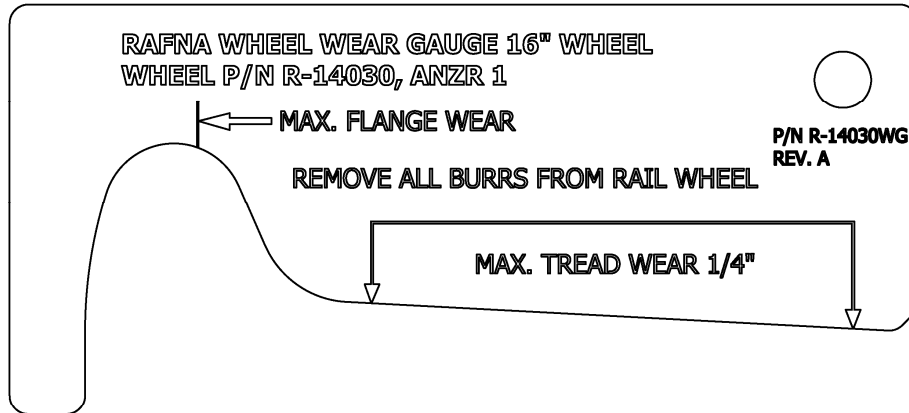 RAFNA WHEEL WEAR GAUGE 16" WHEEL
WHEEL P/N R-14030, ANZR 1
MAX. FLANGE WEAR
P/N R-14030WG
REV. A
REMOVE ALL BURRS FROM RAIL WHEEL
MAX. TREAD WEAR 1/4"